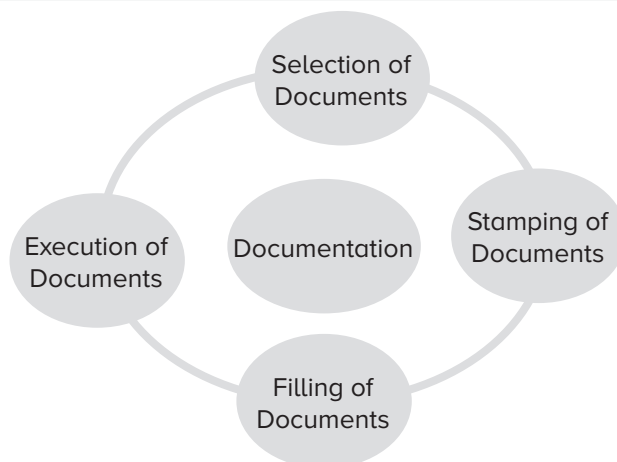 Selection of
Documents
Stamping of
Documents
Execution of
Documents
Documentation
Filling of
Documents